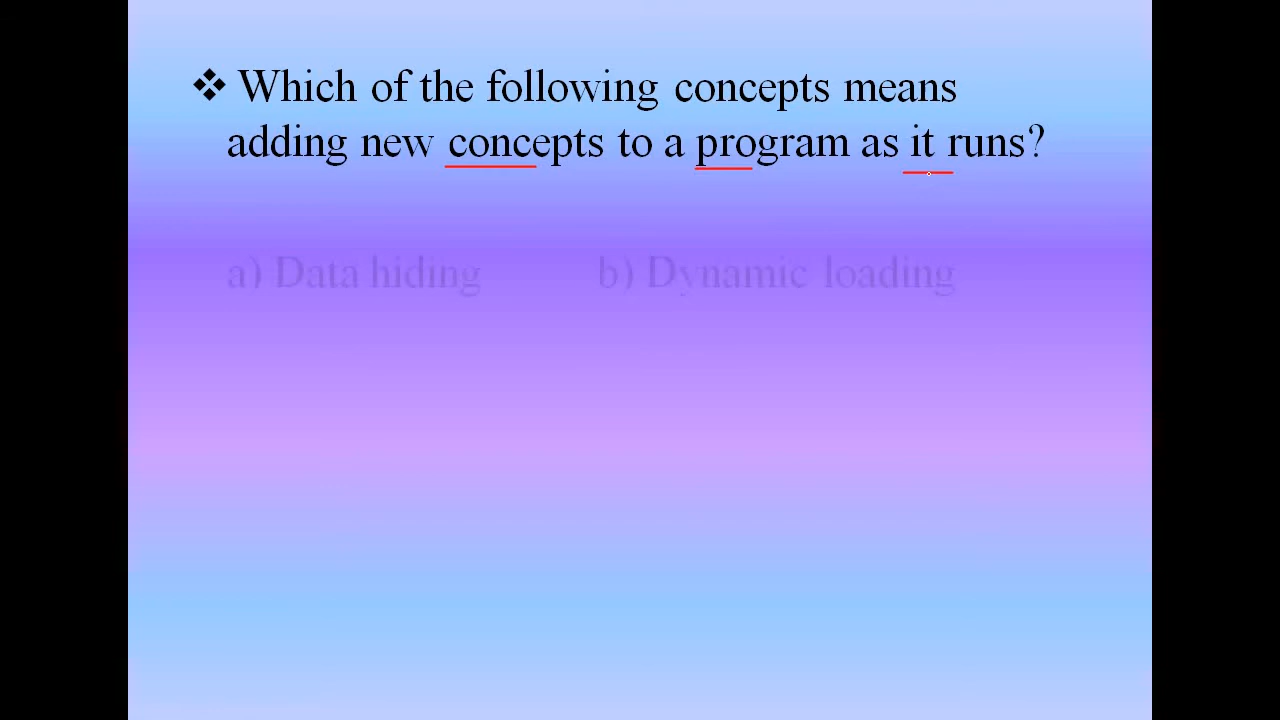 ❖ Which of the following concepts means
adding new concepts to a program as it runs?
a) Data hiding b) Dynamic loading